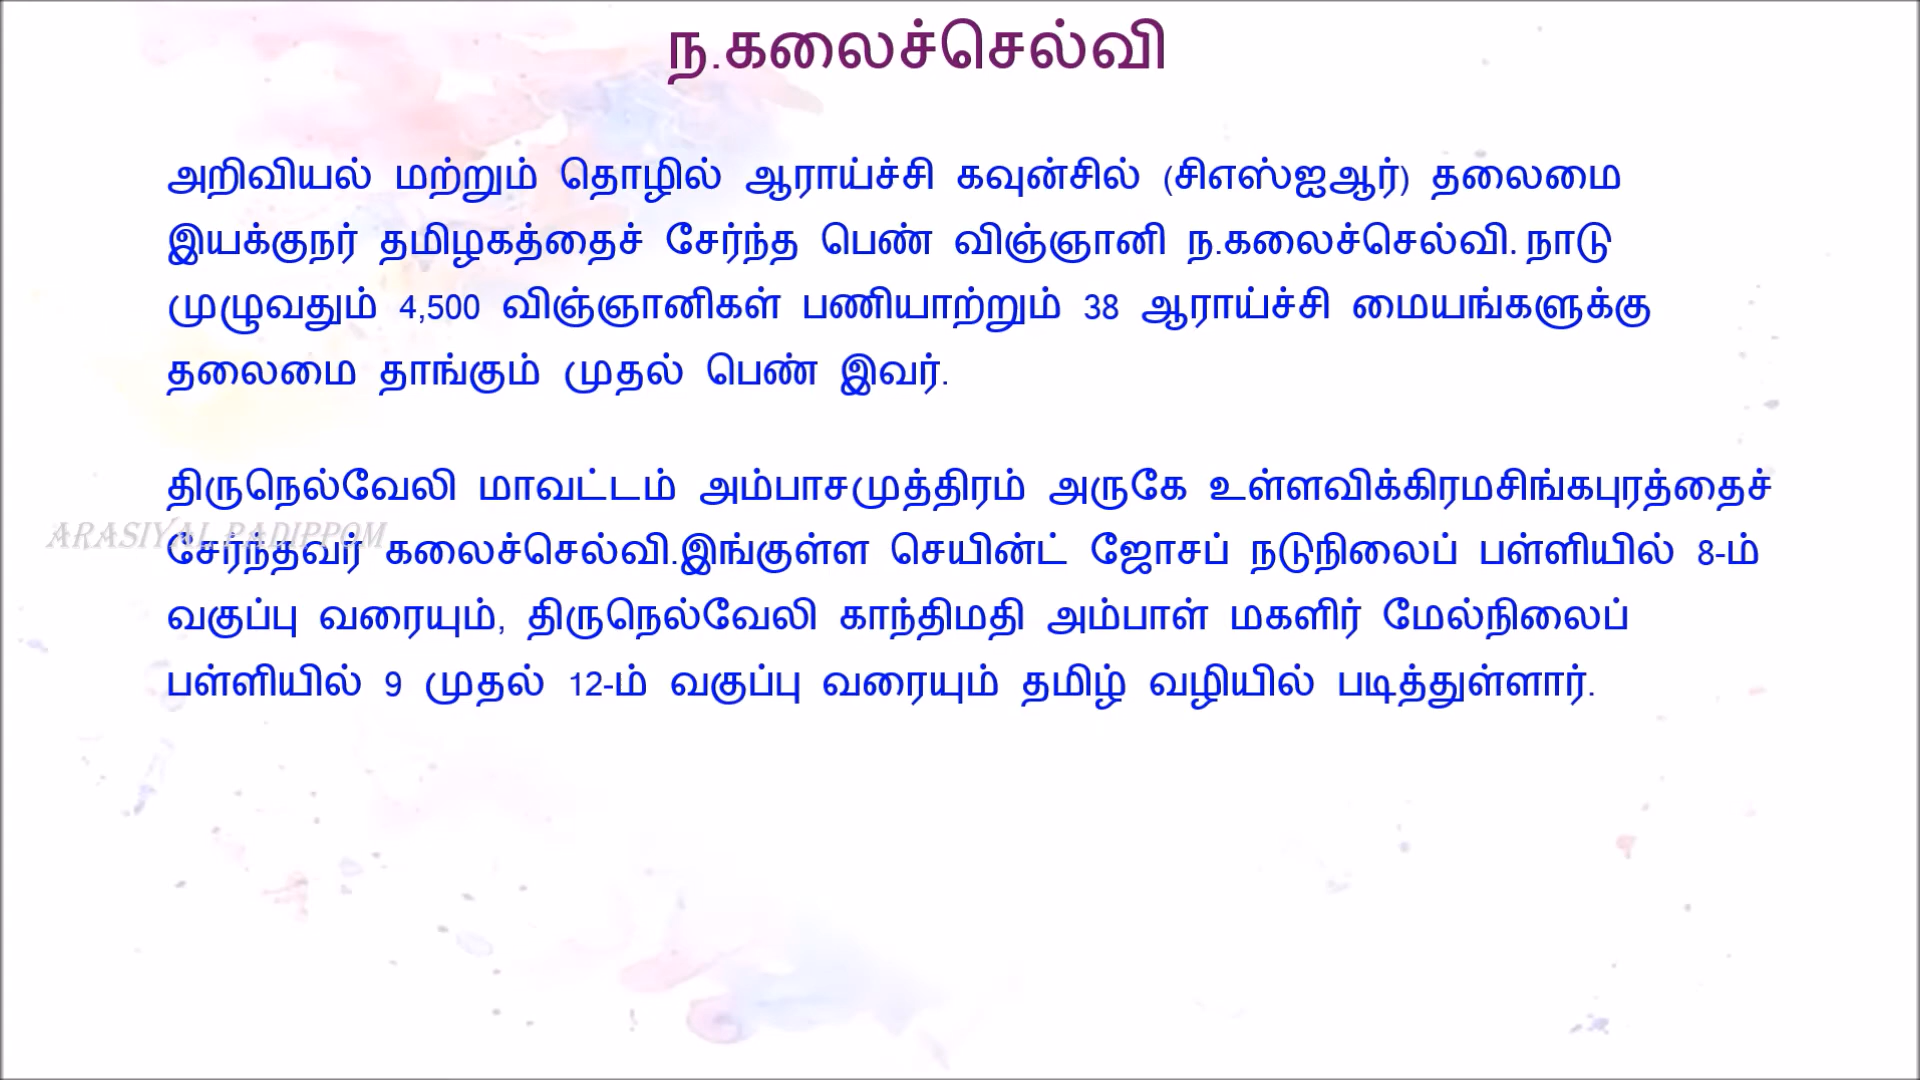 ந.கலைச்செல்வி
அறிவியல் மற்றும் தொழில் ஆராய்ச்சி கவுன்சில் (சிஎஸ்ஐஆர்) தலைமை
இயக்குநர் தமிழகத்தைச் சேர்ந்த பெண் விஞ்ஞானி ந.கலைச்செல்வி. நாடு
முழுவதும் 4,500 விஞ்ஞானிகள் பணியாற்றும் 38 ஆராய்ச்சி மையங்களுக்கு
தலைமை தாங்கும் முதல் பெண் இவர்.
திருநெல்வேலி மாவட்டம் அம்பாசமுத்திரம் அருகே உள்ளவிக்கிரமசிங்கபுரத்தைச்
ARASIYAL PADIPPOM
சேர்ந்தவர் கலைச்செல்வி.இங்குள்ள செயின்ட் ஜோசப் நடுநிலைப் பள்ளியில் 8-ம்
வகுப்பு வரையும், திருநெல்வேலி காந்திமதி அம்பாள் மகளிர் மேல்நிலைப்
பள்ளியில் 9 முதல் 12-ம் வகுப்பு வரையும் தமிழ் வழியில் படித்துள்ளார்.